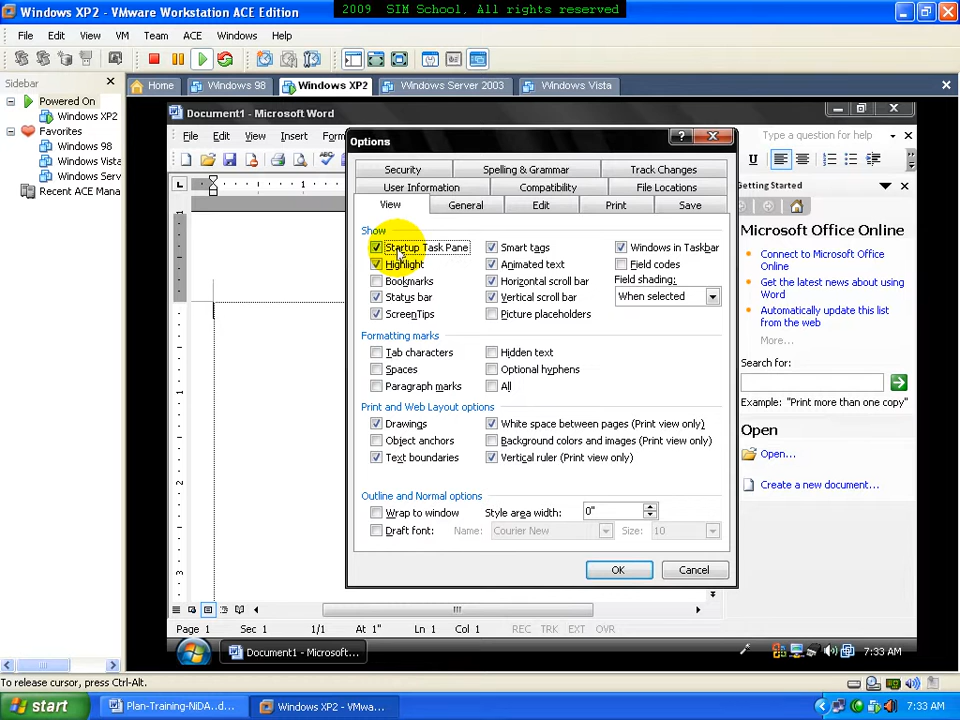 Windows XP2 - VMware Workstation ACE Edition
2009 SIM School, All rights reserved
File Edit View VM Team ACE Windows Help
Sidebar
Home Windows 98 Windows XP2 Windows Server 2003 Windows Vista
Powered On
Windows XP2
Favorites
Windows 98
Windows Vista
Recent ACE Mana
Document1 - Microsoft Word
File Edit View Insert
Type a question for help
Options
Security Spelling & Grammar Track Changes
User Information Compatibility File Locations
View General Edit Print Save
Show
Startup Task Pane Smart tags Windows in Taskbar
Highlight Animated text Field codes
Bookmarks Horizontal scroll bar Field shading:
Status bar Vertical scroll bar When selected
ScreenTips Picture placeholders
Formatting marks
Tab characters Hidden text
Spaces Optional hyphens
Paragraph marks All
Print and Web Layout options
Drawings White space between pages (Print view only)
Object anchors Background colors and images (Print view only)
Text boundaries Vertical ruler (Print view only)
Outline and Normal options
Wrap to window Style area width: 0"
Draft font: Name: Courier New Size: 10
OK Cancel
Getting Started
Microsoft Office Online
Connect to Microsoft Office
Online
Get the latest news about using
Word
Automatically update this list
from the web
More...
Search for:
Example: "Print more than one copy"
Open
Open...
Create a new document...
Page 1 Sec 1 1/1 At 1" Ln 1 Col 1 REC TRK EXT OVR
Document1 - Microsoft... 7:33 AM
To release cursor, press Ctrl-Alt.
start Plan-Training-NiDA..d... Windows XP2 - VMwa... 7:33 AM